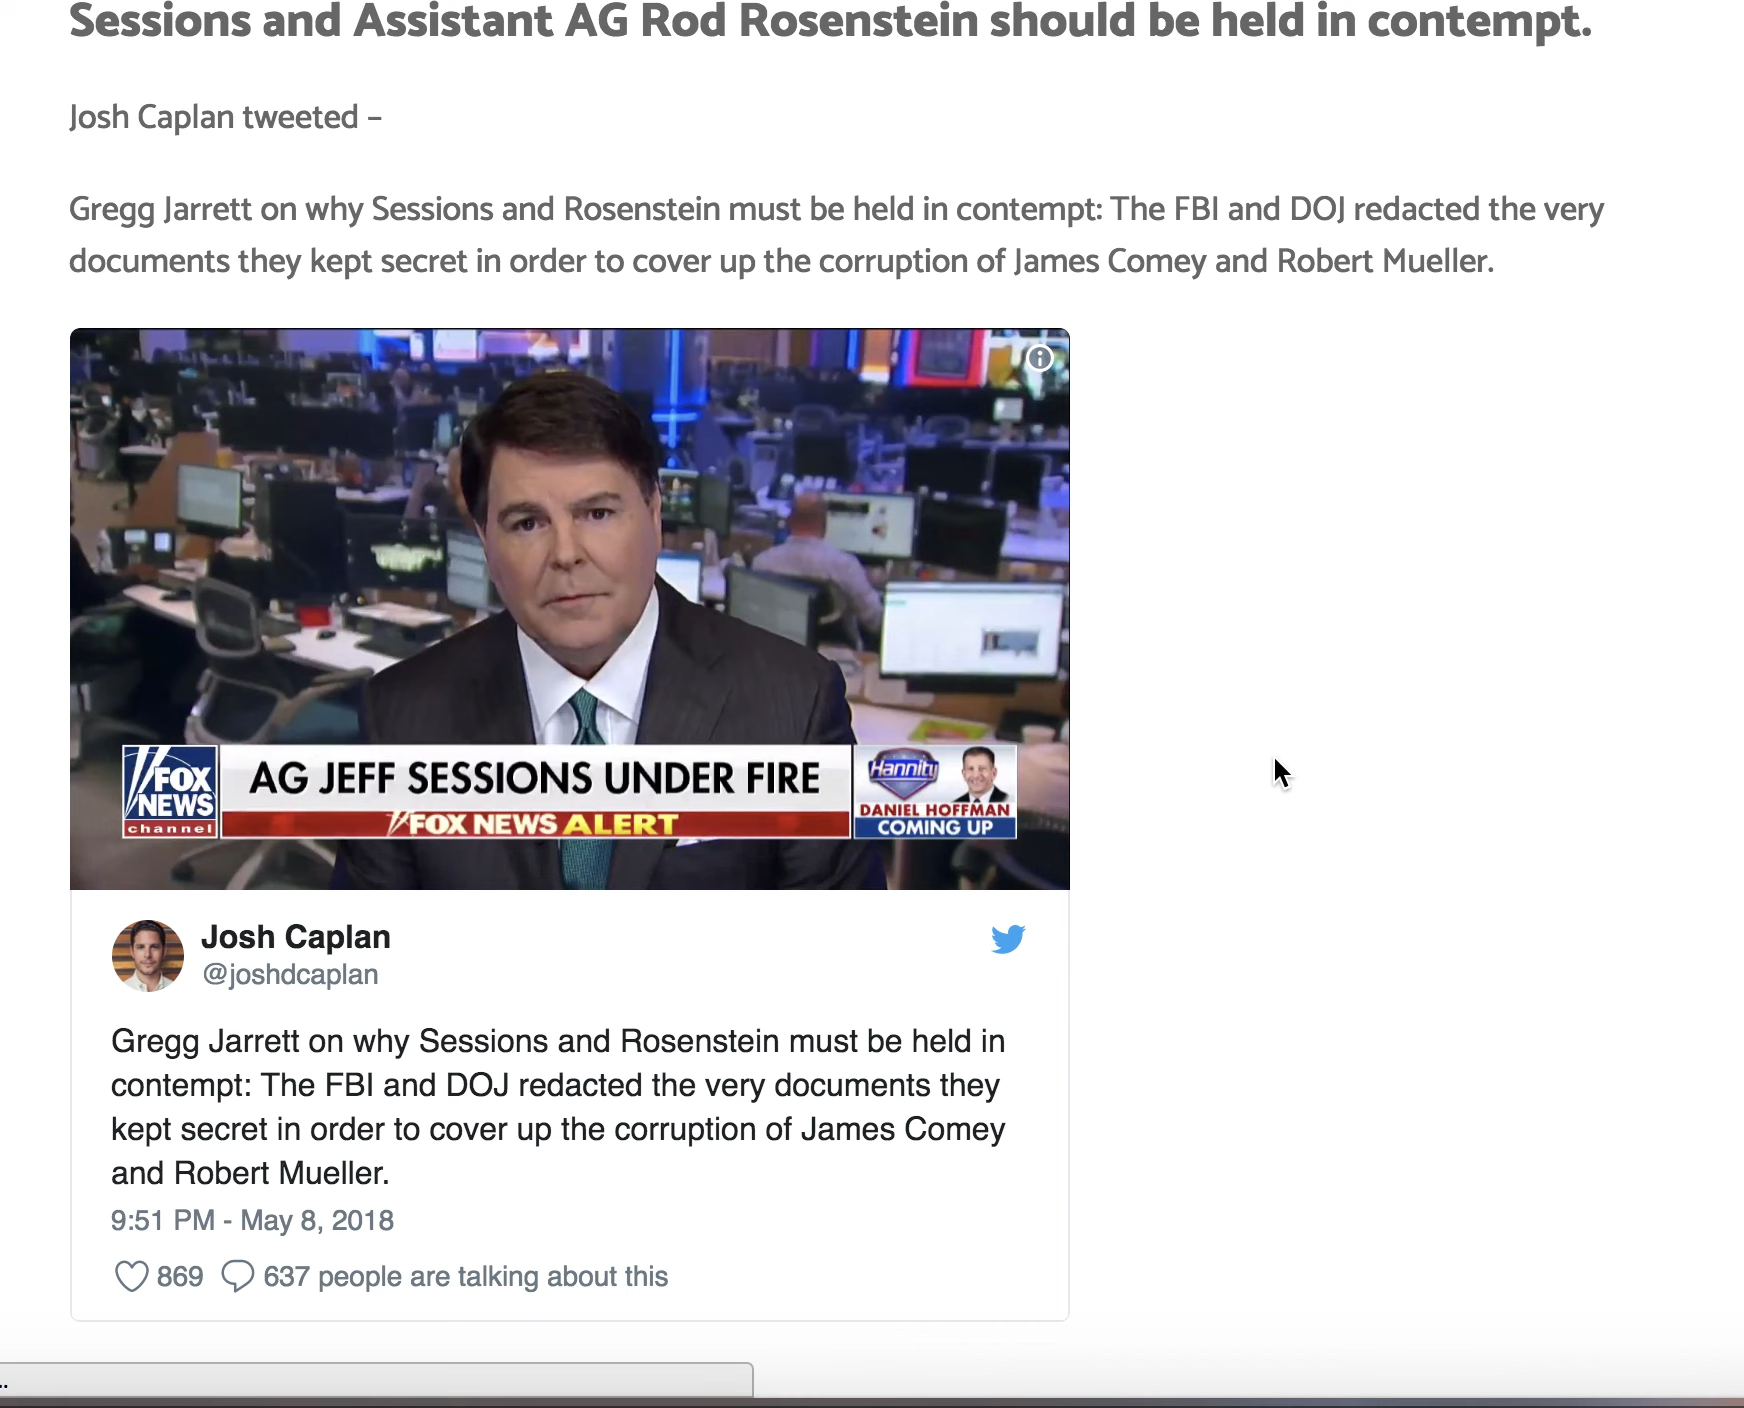 Sessions and Assistant AG Rod Rosenstein should be held in contempt.
Josh Caplan tweeted –
Gregg Jarrett on why Sessions and Rosenstein must be held in contempt: The FBI and DOJ redacted the very
documents they kept secret in order to cover up the corruption of James Comey and Robert Mueller.
FOX
NEWS
channel
AG JEFF SESSIONS UNDER FIRE
FOX NEWS ALERT
Hannity
DANIEL HOFFMAN
COMING UP
Josh Caplan
@joshdcaplan
Gregg Jarrett on why Sessions and Rosenstein must be held in
contempt: The FBI and DOJ redacted the very documents they
kept secret in order to cover up the corruption of James Comey
and Robert Mueller.
9:51 PM - May 8, 2018
869 637 people are talking about this
..